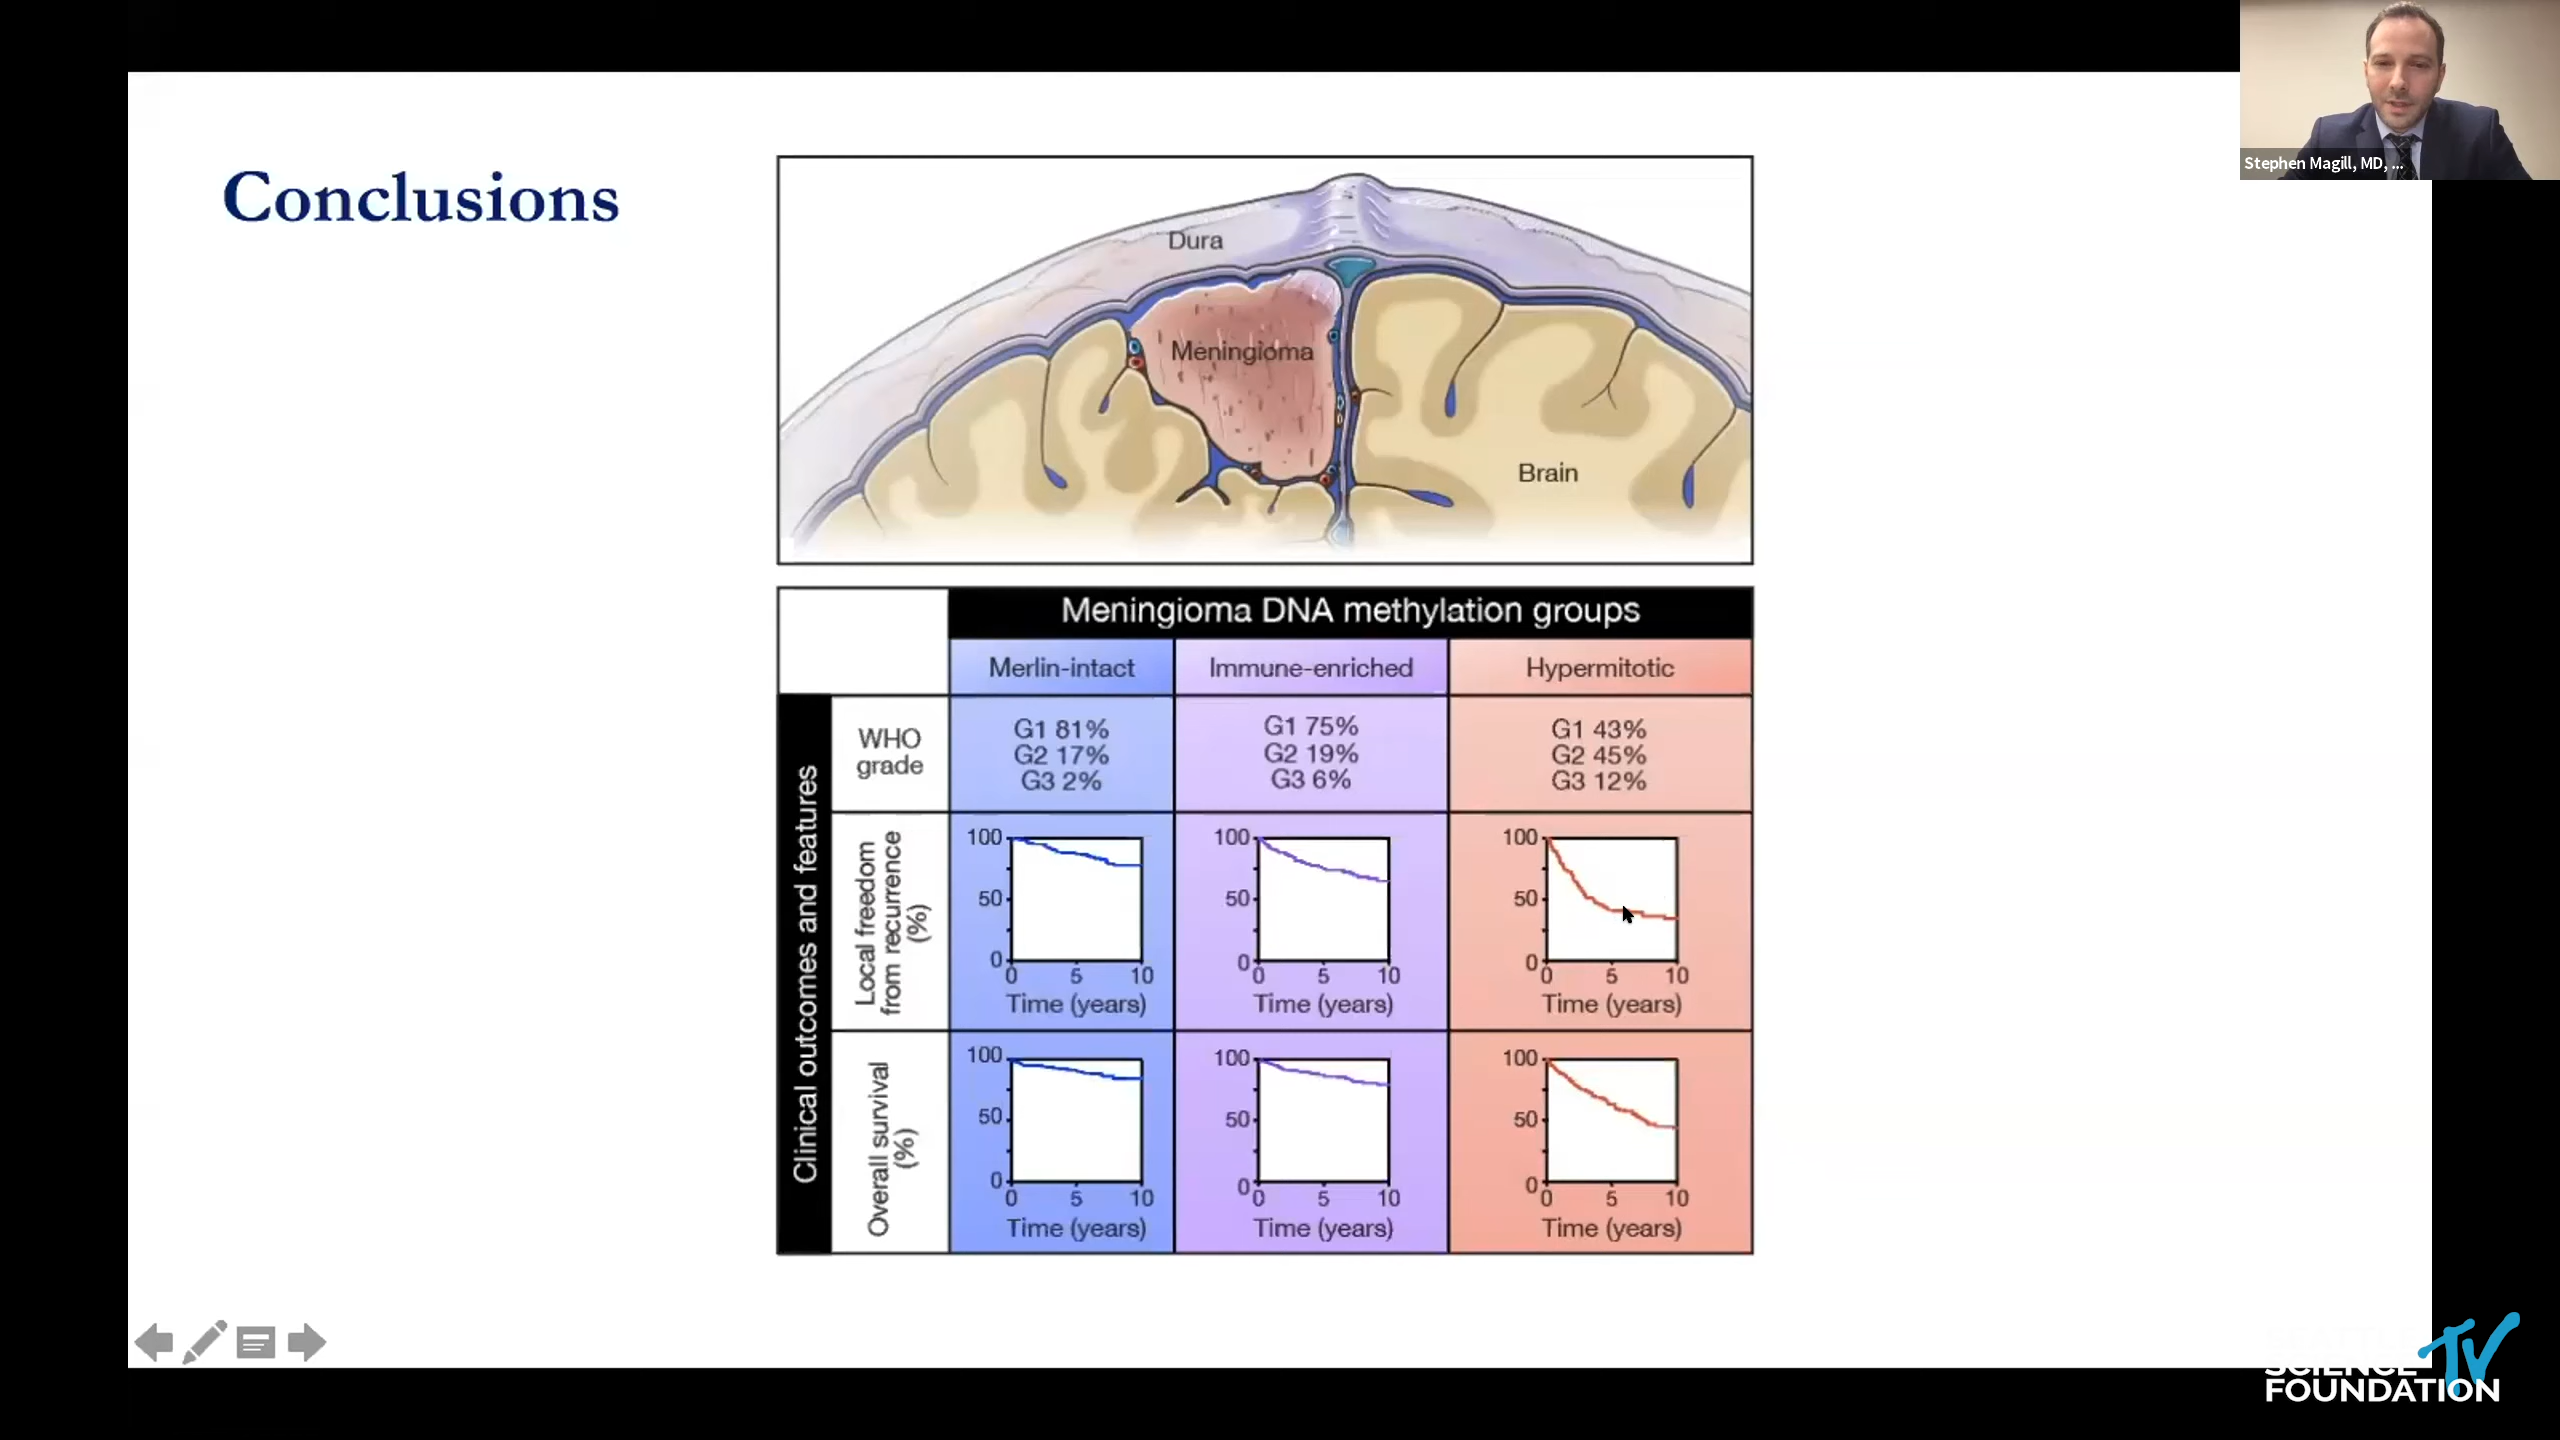 Stephen Magill, MD, ...
Conclusions
Dura
Meningioma
Brain
Meningioma DNA methylation groups
Merlin-intact
Immune-enriched
Hypermitotic
Clinical outcomes and features
WHO
grade
G1 81%
G2 17%
G3 2%
G1 75%
G2 19%
G3 6%
G1 43%
G2 45%
G3 12%
Local freedom
from recurrence
(%)
100
50
0
0 5 10
Time (years)
100
50
0
0 5 10
Time (years)
100
50
0
0 5 10
Time (years)
Overall survival
(%)
100
50
0
0 5 10
Time (years)
100
50
0
0 5 10
Time (years)
100
50
0
0 5 10
Time (years)
SCIENCE TV
FOUNDATION